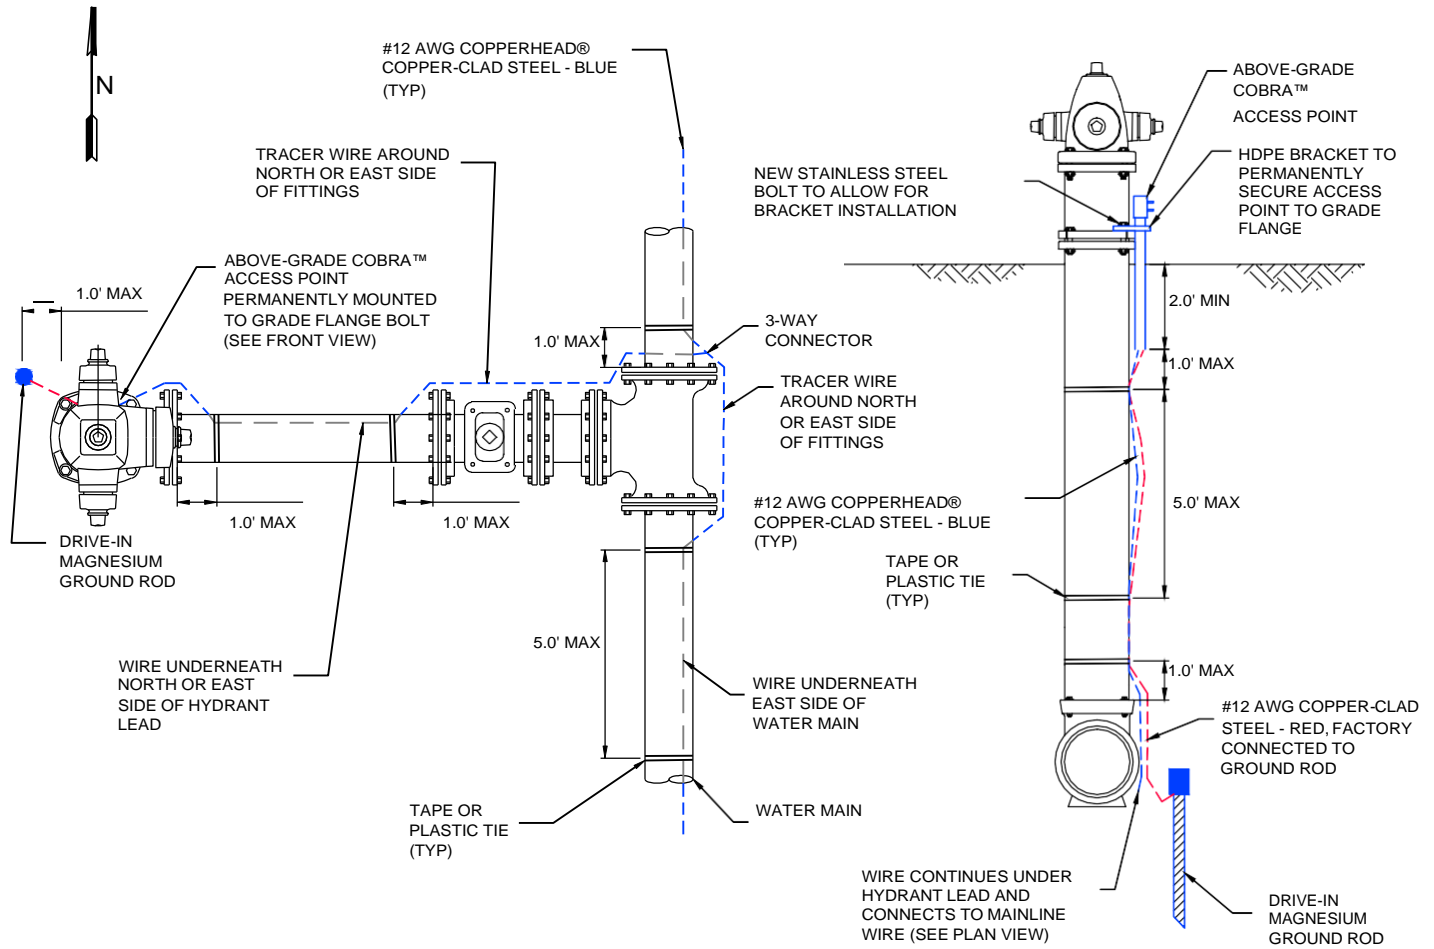 N
#12 AWG COPPERHEAD®
COPPER-CLAD STEEL - BLUE
(TYP)
TRACER WIRE AROUND
NORTH OR EAST SIDE
OF FITTINGS
ABOVE-GRADE COBRA™
ACCESS POINT
PERMANENTLY MOUNTED
TO GRADE FLANGE BOLT
(SEE FRONT VIEW)
1.0' MAX
1.0' MAX
3-WAY
CONNECTOR
TRACER WIRE
AROUND NORTH
OR EAST SIDE
OF FITTINGS
1.0' MAX
1.0' MAX
DRIVE-IN
MAGNESIUM
GROUND ROD
WIRE UNDERNEATH
NORTH OR EAST
SIDE OF HYDRANT
LEAD
5.0' MAX
WIRE UNDERNEATH
EAST SIDE OF
WATER MAIN
TAPE OR
PLASTIC TIE
(TYP)
WATER MAIN
ABOVE-GRADE
COBRA™
ACCESS POINT
NEW STAINLESS STEEL
BOLT TO ALLOW FOR
BRACKET INSTALLATION
HDPE BRACKET TO
PERMANENTLY
SECURE ACCESS
POINT TO GRADE
FLANGE
2.0' MIN
1.0' MAX
5.0' MAX
#12 AWG COPPERHEAD®
COPPER-CLAD STEEL - BLUE
(TYP)
TAPE OR
PLASTIC TIE
(TYP)
1.0' MAX
#12 AWG COPPER-CLAD
STEEL - RED, FACTORY
CONNECTED TO
GROUND ROD
WIRE CONTINUES UNDER
HYDRANT LEAD AND
CONNECTS TO MAINLINE
WIRE (SEE PLAN VIEW)
DRIVE-IN
MAGNESIUM
GROUND ROD